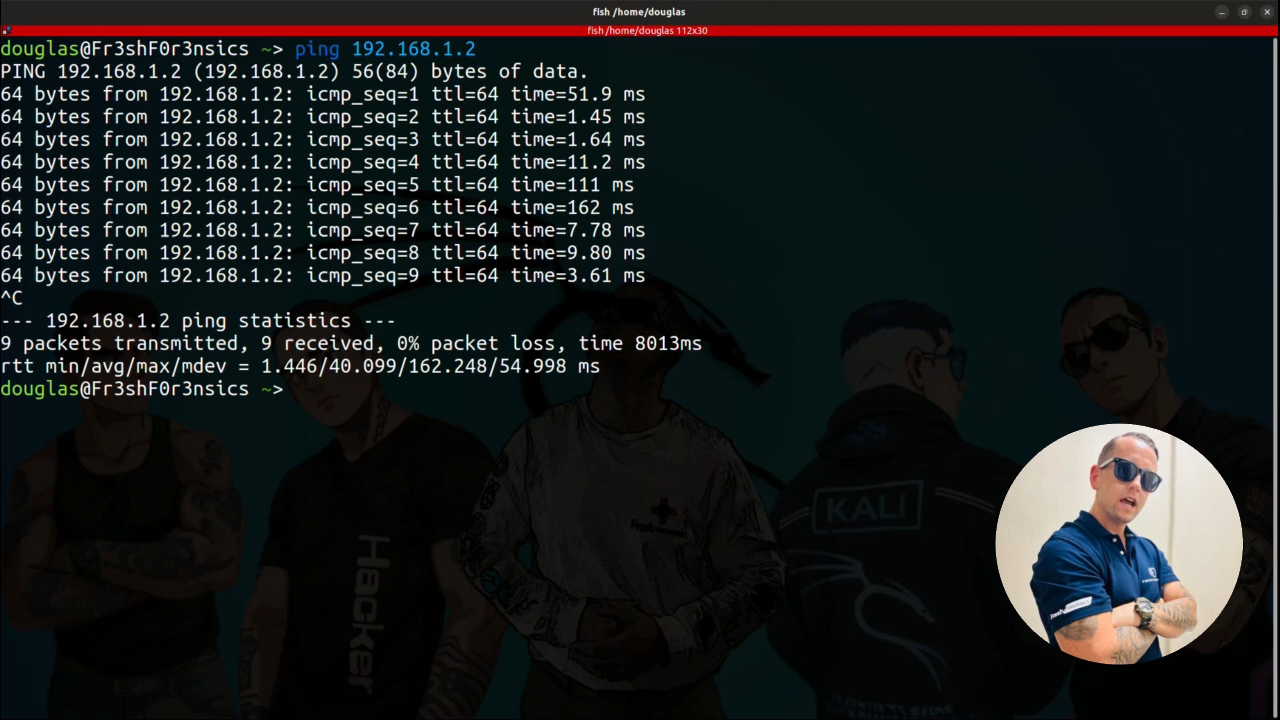 fish /home/douglas
fish /home/douglas 112x30
douglas@Fr3shF0r3nsics ~> ping 192.168.1.2
PING 192.168.1.2 (192.168.1.2) 56(84) bytes of data.
64 bytes from 192.168.1.2: icmp_seq=1 ttl=64 time=51.9 ms
64 bytes from 192.168.1.2: icmp_seq=2 ttl=64 time=1.45 ms
64 bytes from 192.168.1.2: icmp_seq=3 ttl=64 time=1.64 ms
64 bytes from 192.168.1.2: icmp_seq=4 ttl=64 time=11.2 ms
64 bytes from 192.168.1.2: icmp_seq=5 ttl=64 time=111 ms
64 bytes from 192.168.1.2: icmp_seq=6 ttl=64 time=162 ms
64 bytes from 192.168.1.2: icmp_seq=7 ttl=64 time=7.78 ms
64 bytes from 192.168.1.2: icmp_seq=8 ttl=64 time=9.80 ms
64 bytes from 192.168.1.2: icmp_seq=9 ttl=64 time=3.61 ms
^C
--- 192.168.1.2 ping statistics ---
9 packets transmitted, 9 received, 0% packet loss, time 8013ms
rtt min/avg/max/mdev = 1.446/40.099/162.248/54.998 ms
douglas@Fr3shF0r3nsics ~>
KALI
Hacker